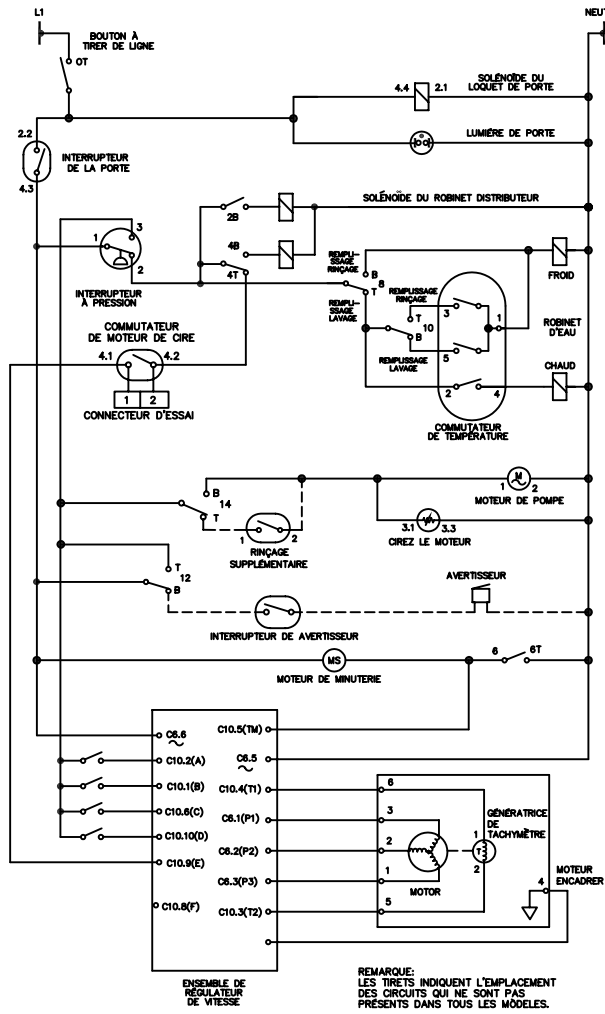 L1
NEUT
BOUTON À
TIRER DE LIGNE
OT
SOLÉNOÏDE DU
LOQUET DE PORTE
4.4
2.1
2.2
LUMIÉRE DE PORTE
INTERRUPTEUR
DE LA PORTE
4.3
SOLÉNOÏDE DU ROBINET DISTRIBUTEUR
2B
3
1
2
4B
4T
REMPLI-
SSAGE
RINÇAGE
B
8
T
REMPLI-
SSAGE
LAVAGE
FROID
INTERRUPTEUR
À PRESSION
REMPLISSAGE
RINÇAGE
T
10
B
3
1
5
ROBINET
D'EAU
COMMUTATEUR
DE MOTEUR DE CIRE
4.1
4.2
REMPLISSAGE
LAVAGE
CHAUD
2
4
1
2
CONNECTEUR D'ESSAI
COMMUTATEUR
DE TEMPÉRATURE
B
14
T
M
1
2
MOTEUR DE POMPE
1
2
RINÇAGE
SUPPLÉMENTAIRE
3.1
3.3
CIREZ LE MOTEUR
T
12
B
AVERTISSEUR
INTERRUPTEUR DE AVERTISSEUR
MS
6
6T
MOTEUR DE MINUTERIE
C6.6
C10.5(TM)
C10.2(A)
C6.5
C10.1(B)
C10.4(T1)
6
C10.6(C)
C6.1(P1)
3
GÉNÉRATRICE
DE
TACHYMÈTRE
1
C10.10(D)
C6.2(P2)
2
T
C10.9(E)
C6.3(P3)
1
2
MOTOR
MOTEUR
ENCADRER
4
C10.8(F)
C10.3(T2)
5
ENSEMBLE DE
RÉGULATEUR
DE VITESSE
REMARQUE:
LES TIRETS INDIQUENT L'EMPLACEMENT
DES CIRCUITS QUI NE SONT PAS
PRÉSENTS DANS TOUS LES MÒDELES.